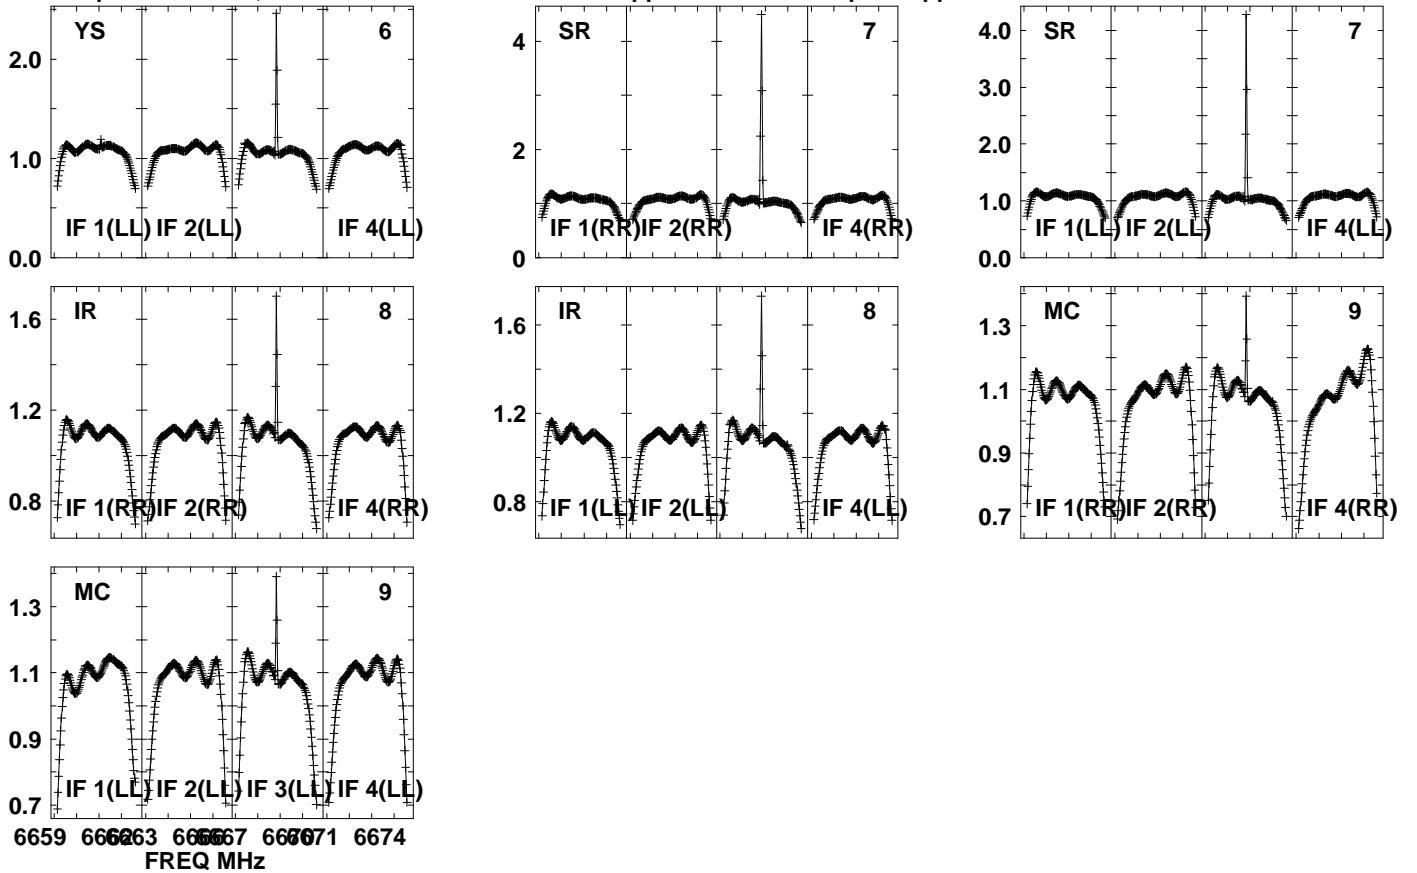 YS 6 SR 7 SR 7
2.0 1.0 0.0
4 2 0
4.0 3.0 2.0 1.0 0.0
IF 1(LL) IF 2(LL) IF 4(LL)
IF 1(RR) IF 2(RR) IF 4(RR)
IF 1(LL) IF 2(LL) IF 4(LL)
IR 8 IR 8 MC 9
1.6 1.2 0.8
1.6 1.2 0.8
1.3 1.1 0.9 0.7
IF 1(RR) IF 2(RR) IF 4(RR)
IF 1(LL) IF 2(LL) IF 4(LL)
IF 1(RR) IF 2(RR) IF 4(RR)
MC 9
1.3 1.1 0.9 0.7
IF 1(LL) IF 2(LL) IF 3(LL) IF 4(LL)
6659 6662 6663 6666 6667 6670 6671 6674
FREQ MHz